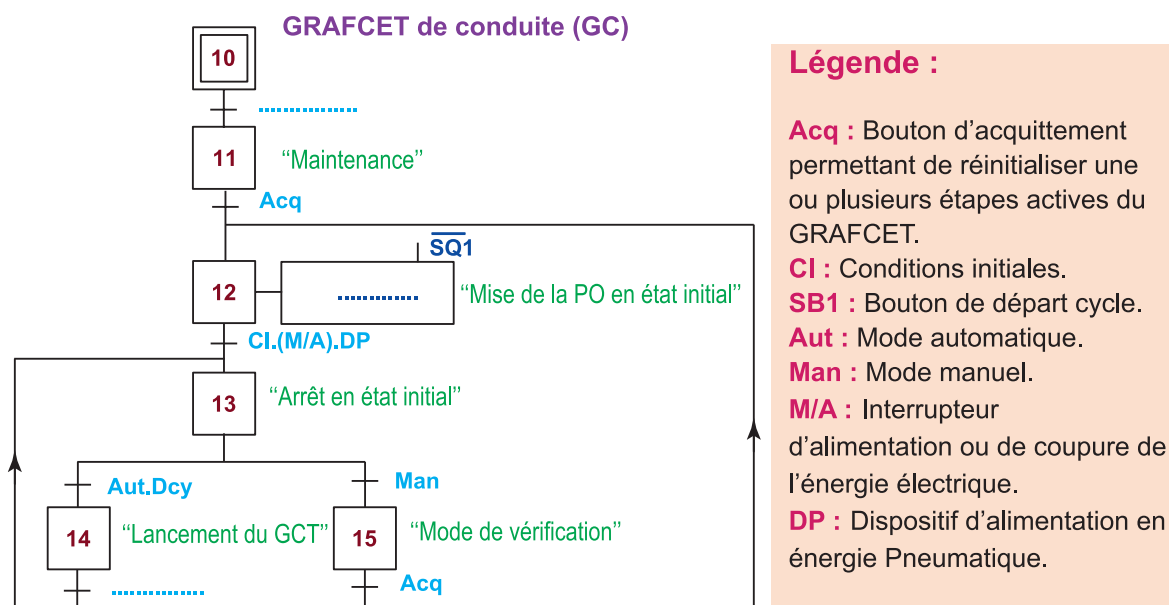 GRAFCET de conduite (GC)
10
....................
11
“Maintenance”
Acq
SQ1
12
................
“Mise de la PO en état initial”
CI.(M/A).DP
13
“Arrêt en état initial”
Aut.Dcy
Man
14
“Lancement du GCT”
15
“Mode de vérification”
..................
Acq
Légende :
Acq : Bouton d’acquittement
permettant de réinitialiser une
ou plusieurs étapes actives du
GRAFCET.
CI : Conditions initiales.
SB1 : Bouton de départ cycle.
Aut : Mode automatique.
Man : Mode manuel.
M/A : Interrupteur
d’alimentation ou de coupure de
l’énergie électrique.
DP : Dispositif d’alimentation en
énergie Pneumatique.